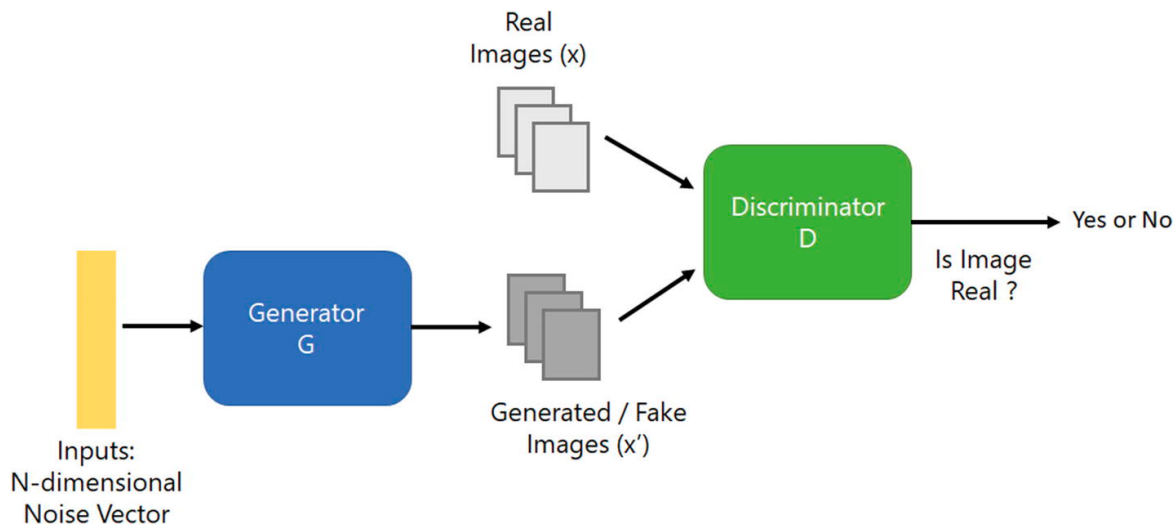 Real
Images (x)
Discriminator
D
Yes or No
Is Image
Real ?
Generator
G
Generated / Fake
Images (x’)
Inputs:
N-dimensional
Noise Vector